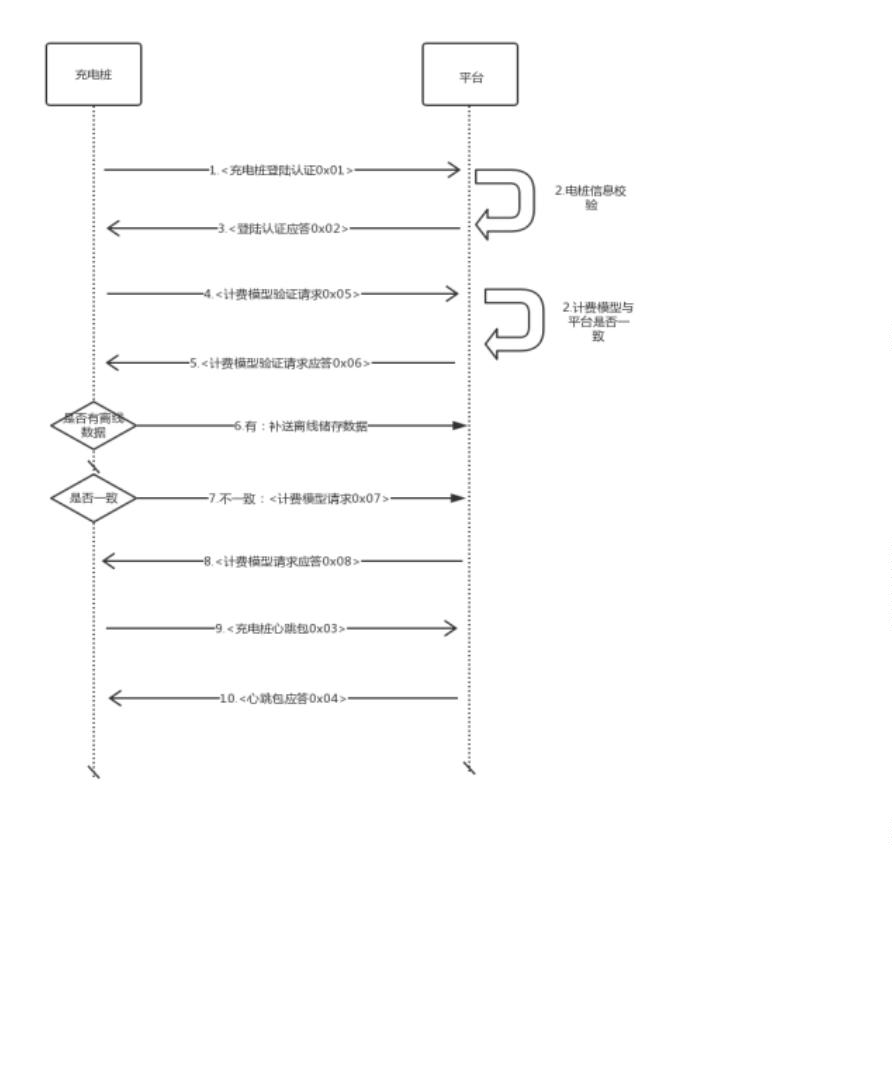 充电桩
平台
1.<充电桩登陆认证0x01>
2.电桩信息校
验
3.<登陆认证应答0x02>
4.<计费模型验证请求0x05>
2.计费模型与
平台是否一
致
5.<计费模型验证请求应答0x06>
是否有离线
数据
6.有：补送离线储存数据
是否一致
7.不一致：<计费模型请求0x07>
8.<计费模型请求应答0x08>
9.<充电桩心跳包0x03>
10.<心跳包应答0x04>